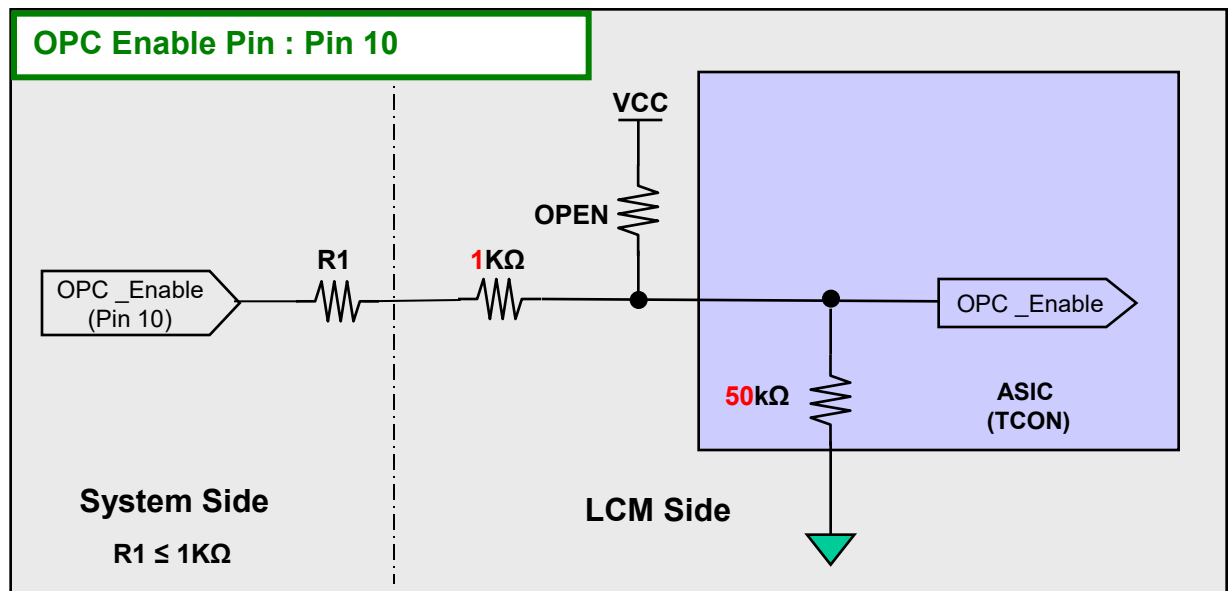 OPC Enable Pin : Pin 10
VCC
OPEN
R1
1KΩ
OPC _Enable
(Pin 10)
OPC _Enable
50kΩ
ASIC
(TCON)
System Side
LCM Side
R1 ≤ 1KΩ